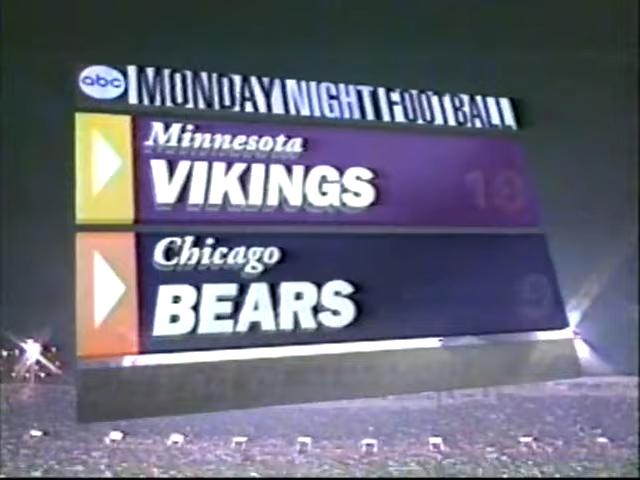 abc MONDAY NIGHT FOOTBALL
Minnesota
VIKINGS
Chicago
BEARS